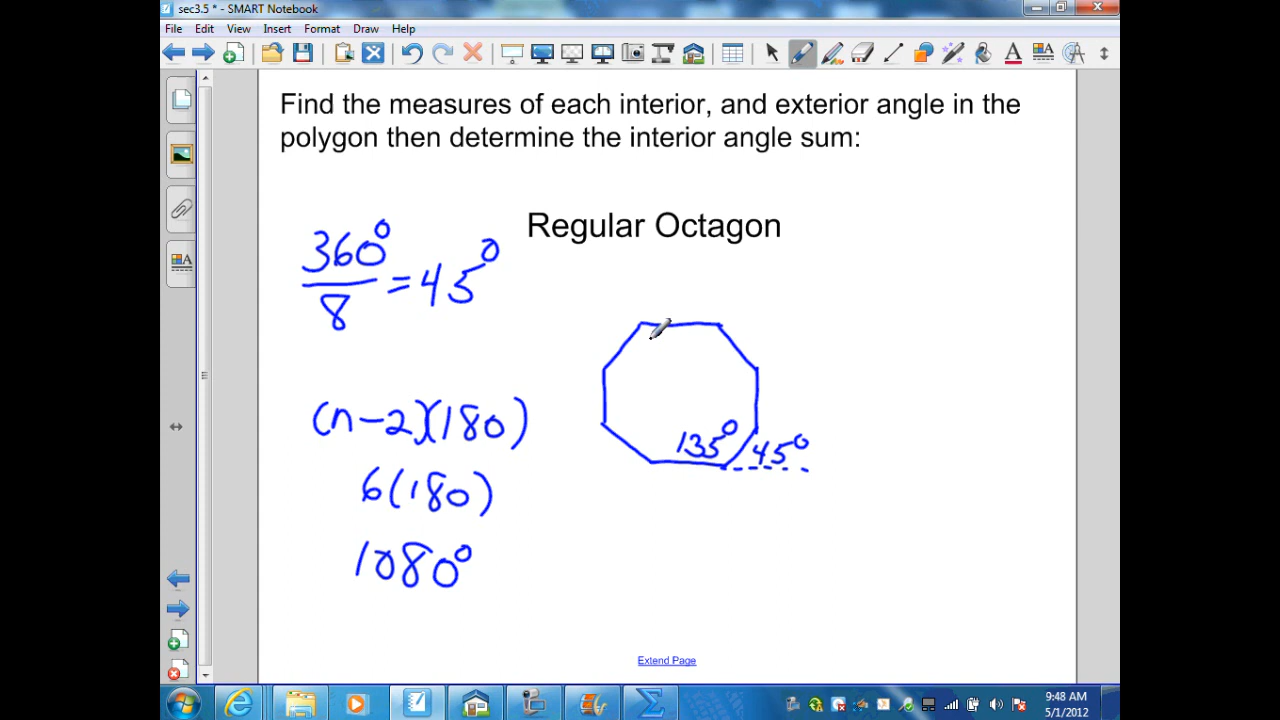 sec3.5 * - SMART Notebook
File Edit View Insert Format Draw Help
Find the measures of each interior, and exterior angle in the
polygon then determine the interior angle sum:
Regular Octagon
360°
8
= 45°
(n-2)(180)
6(180)
1080°
135° 45°
Extend Page
9:48 AM
5/1/2012